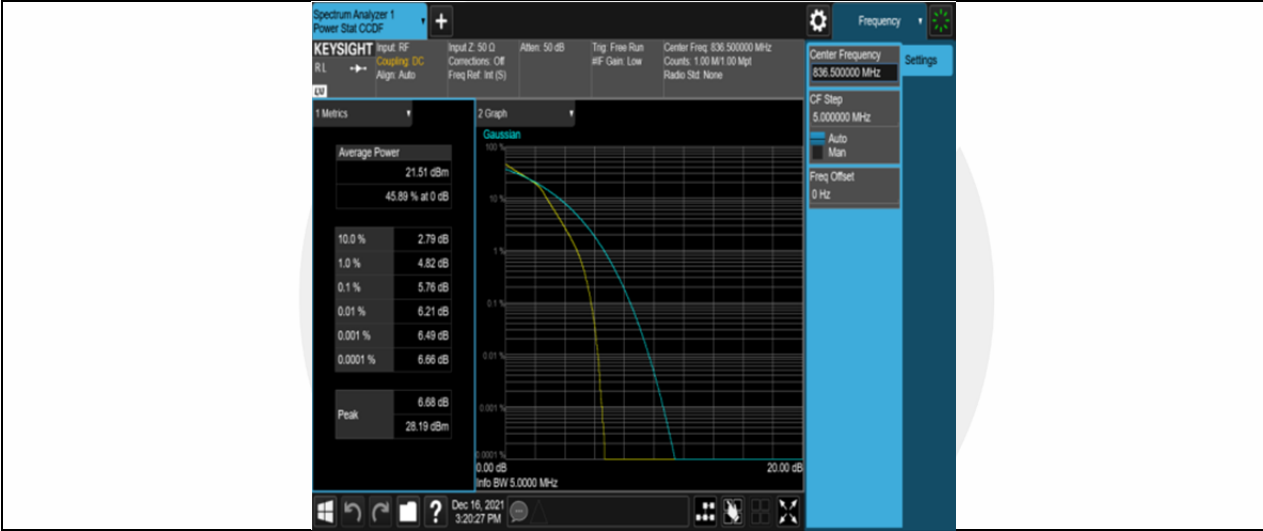 Spectrum Analyzer 1
Power Stat CCDF
+
Frequency
KEYSIGHT
RL
LV
Input: RF
Coupling: DC
Align: Auto
Input Z: 50 Ω
Corrections: Off
Freq Ref: Int (S)
Atten: 50 dB
Trig: Free Run
#IF Gain: Low
Center Freq: 836.500000 MHz
Counts: 1.00 M/1.00 Mpt
Radio Std: None
Center Frequency
836.500000 MHz
Settings
CF Step
5.000000 MHz
Auto
Man
Freq Offset
0 Hz
1 Metrics
Average Power
21.51 dBm
45.89 % at 0 dB
10.0 % 2.79 dB
1.0 % 4.82 dB
0.1 % 5.76 dB
0.01 % 6.21 dB
0.001 % 6.49 dB
0.0001 % 6.66 dB
Peak 6.68 dB
28.19 dBm
2 Graph
Gaussian
100 %
10 %
1 %
0.1 %
0.01 %
0.001 %
0.0001 %
0.00 dB 20.00 dB
Info BW 5.0000 MHz
?
Dec 16, 2021
3:20:27 PM